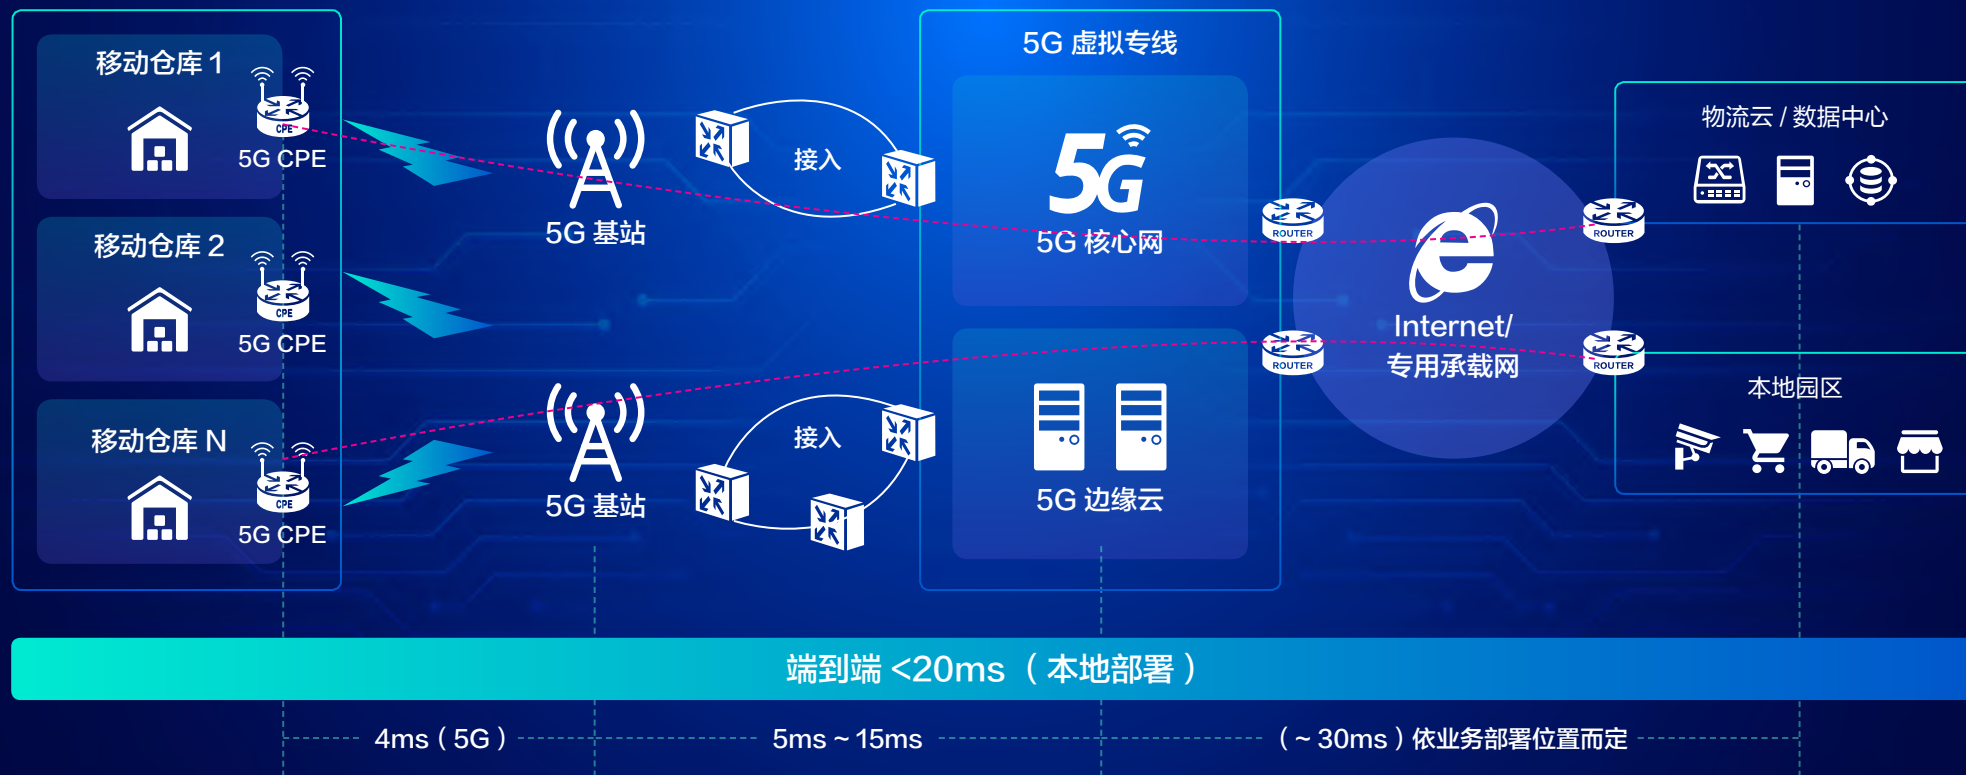 移动仓库 1
CPE
5G CPE
移动仓库 2
CPE
5G CPE
移动仓库 N
CPE
5G CPE
5G 基站
接入
5G 基站
接入
5G 虚拟专线
5G
5G 核心网
5G 边缘云
ROUTER
ROUTER
Internet/
专用承载网
ROUTER
ROUTER
物流云 / 数据中心
本地园区
端到端 <20ms（本地部署）
4ms（5G）
5ms ~ 15ms
（~ 30ms）依业务部署位置而定